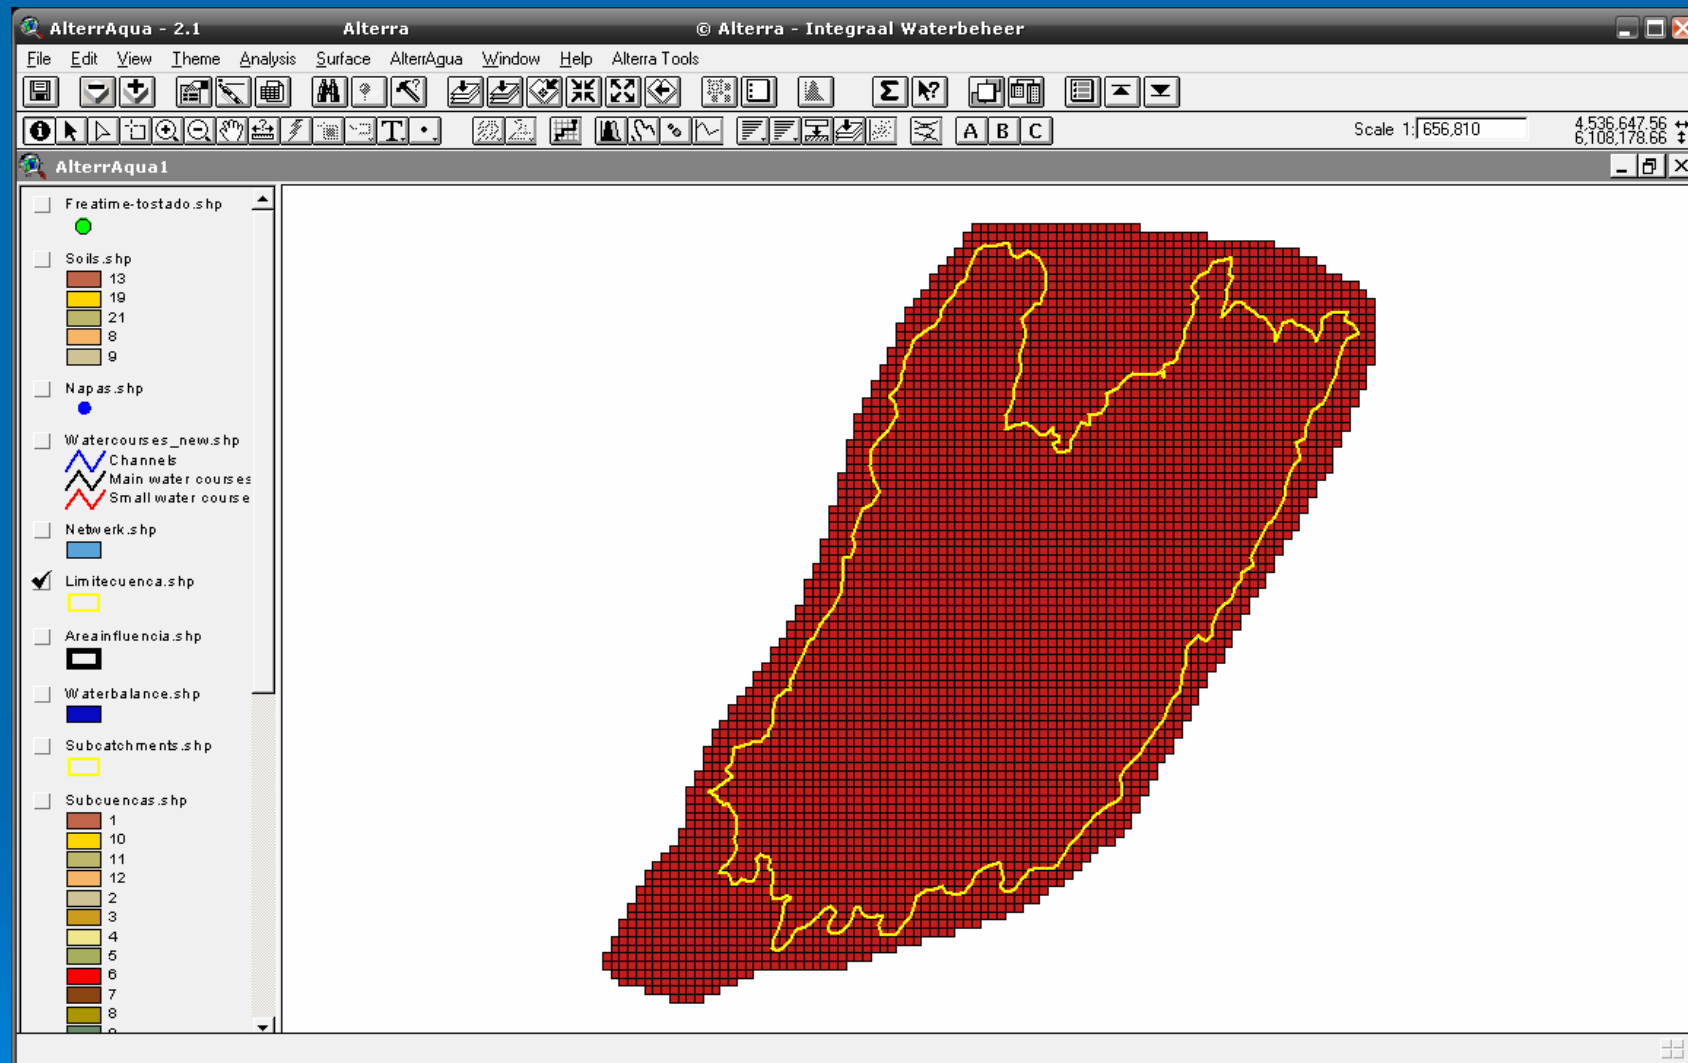 AlterrAqua - 2.1 Alterra © Alterra - Integraal Waterbeheer
File Edit View Theme Analysis Surface AlterrAqua Window Help Alterra Tools
Σ
T A B C Scale 1: 656,810 4,536,647.56
6,108,178.66
AlterrAqua1
Freatime-tostado.shp
Soils.shp
13
19
21
8
9
Napas.shp
Watercourses_new.shp
Channels
Main water courses
Small water course
Netwerk.shp
Limitecuenca.shp
Areainfluencia.shp
Waterbalance.shp
Subcatchments.shp
Subcuencas.shp
1
10
11
12
2
3
4
5
6
7
8